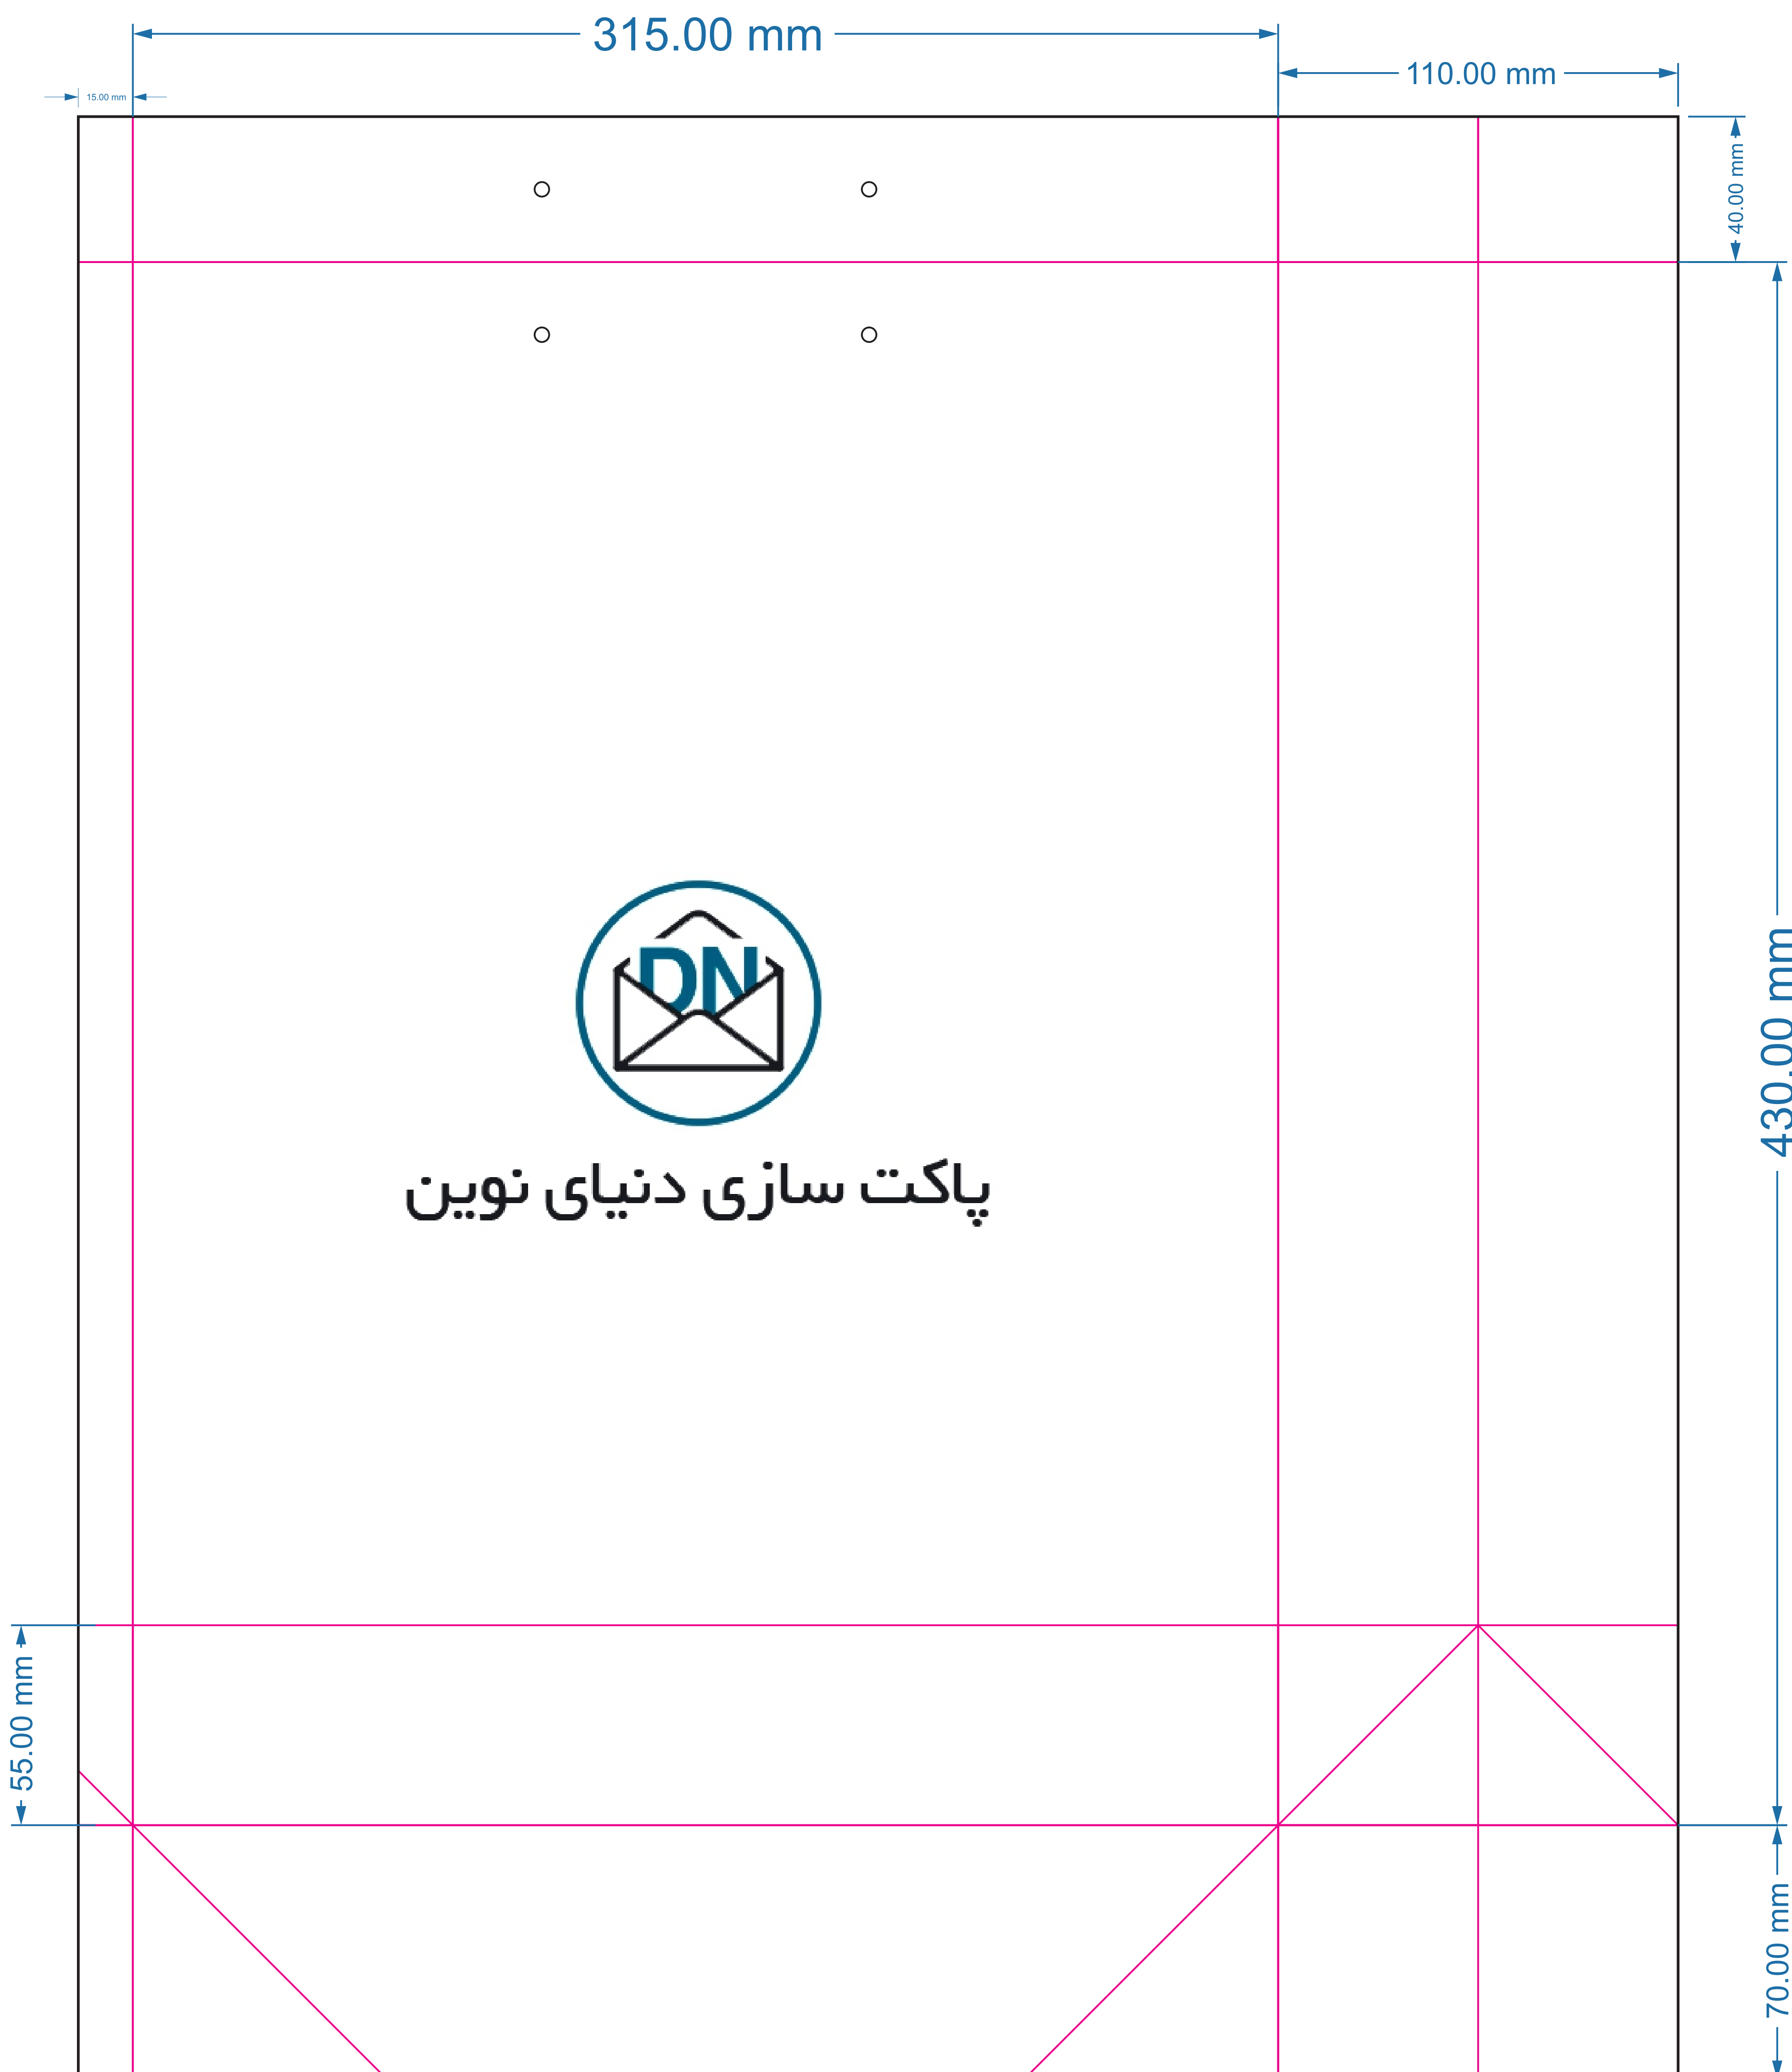 315.00 mm
110.00 mm
15.00 mm
40.00 mm
430.00 mm
DN
پاکت سازی دنیای نوین
55.00 mm
70.00 mm